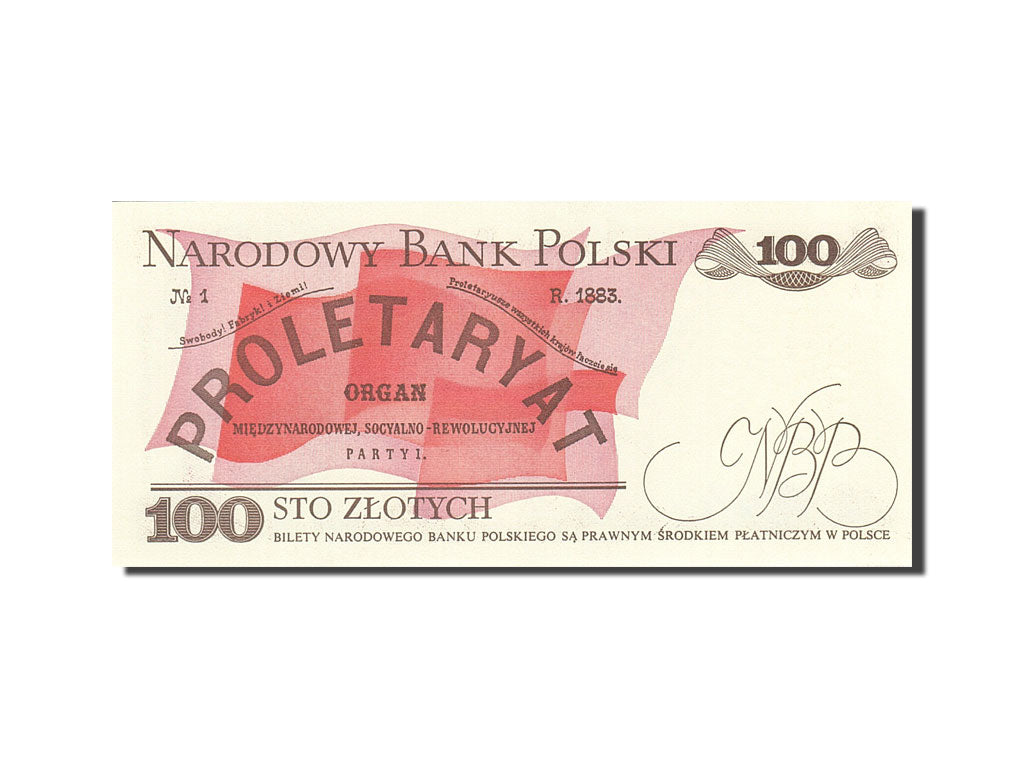 NARODOWY BANK POLSKI
100
№ 1
R. 1883.
Swobody! Fabryk! i Ziemi!
Proletaryusze wszystkich krajów łączcie się
PROLETARYAT
ORGAN
MIĘDZYNARODOWEJ, SOCYALNO-REWOLUCYJNEJ
PARTYI.
NBP
100 STO ZŁOTYCH
BILETY NARODOWEGO BANKU POLSKIEGO SĄ PRAWNYM ŚRODKIEM PŁATNICZYM W POLSCE